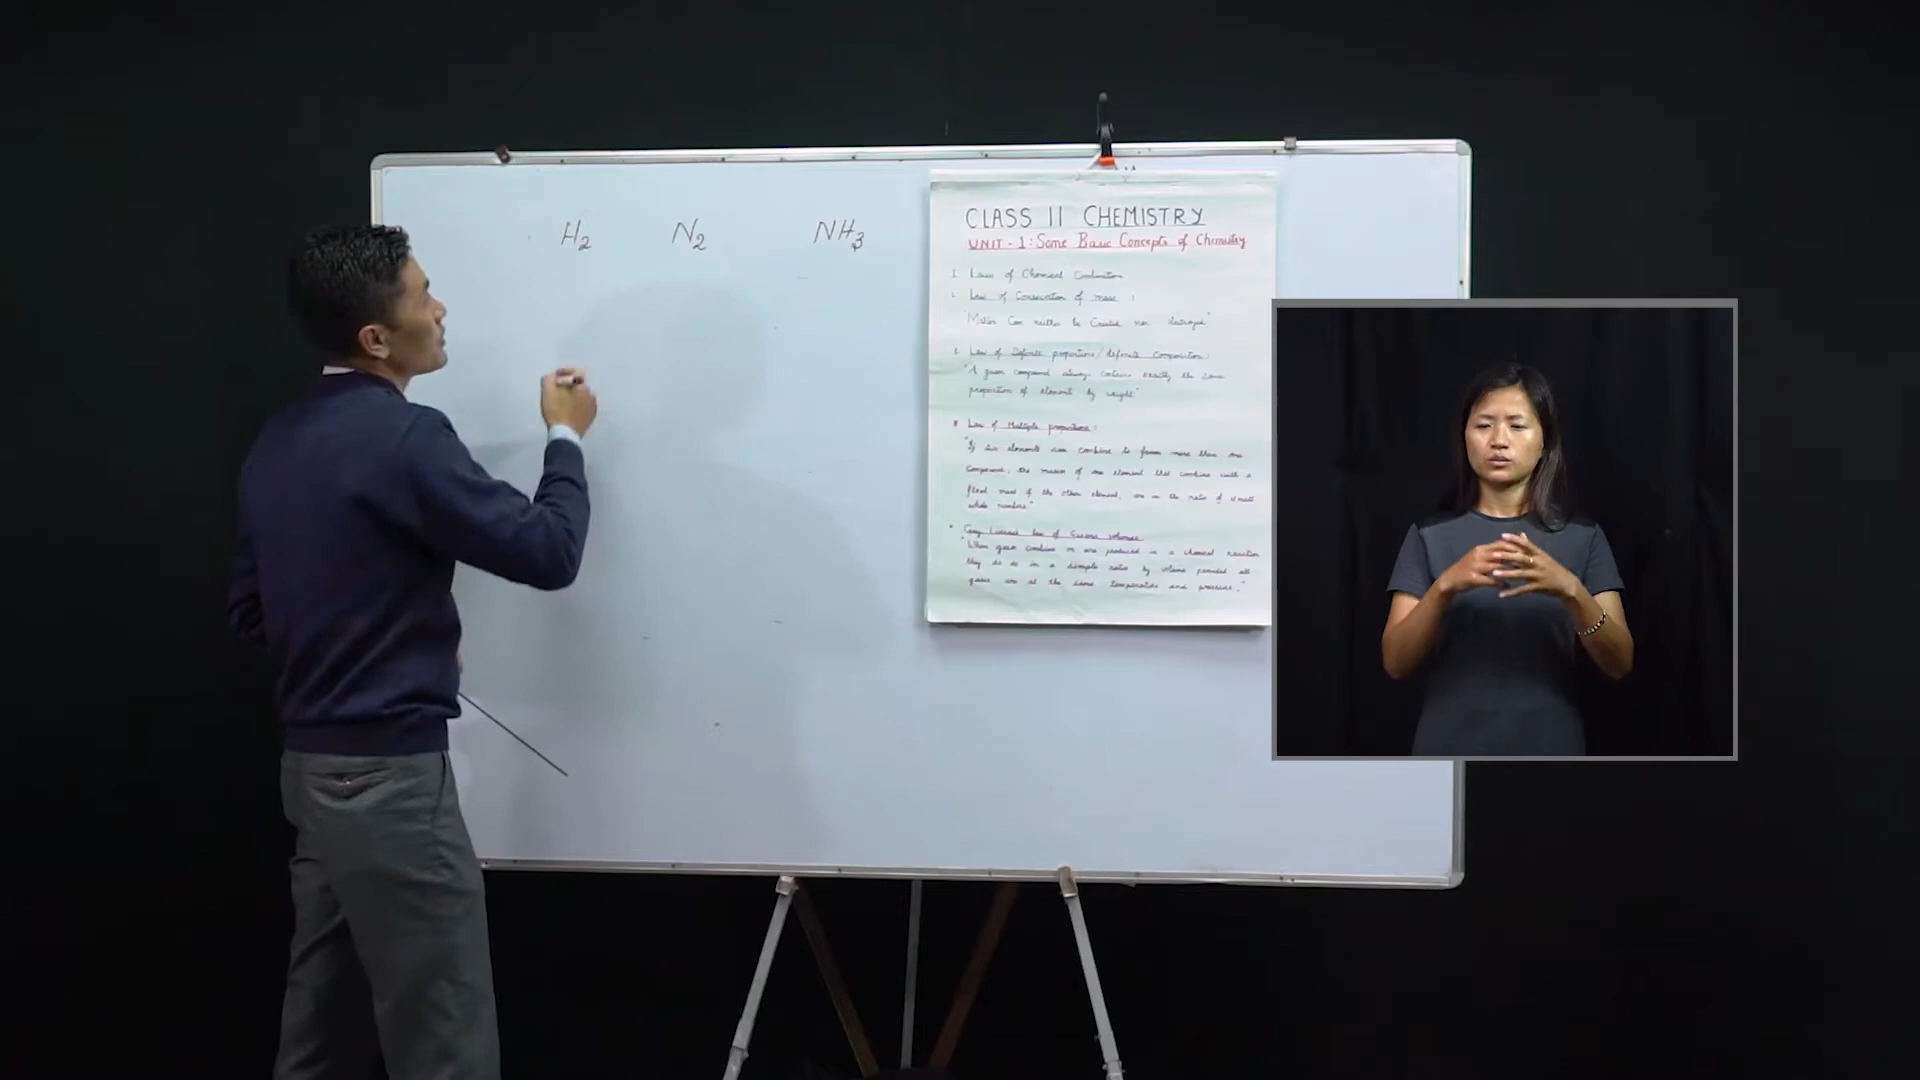 H₂ N₂ NH₃
CLASS 11 CHEMISTRY
UNIT - 1: Some Basic Concepts of Chemistry
1. Laws of Chemical Combination
Law of Conservation of mass :
"Matter Can neither be Created nor destroyed"
Law of Definite proportions/definite Composition:
"A given compound always contains exactly the same
proportion of elements by weight"
Law of Multiple proportions:
"If two elements can combine to form more than one
compound, the masses of one element that combine with a
fixed mass of the other element, are in the ratio of small
whole numbers"
Gay Lussac's law of Gaseous volumes
"When gases combine or are produced in a chemical reaction
they do so in a simple ratio by volume provided all
gases are at the same temperature and pressure."